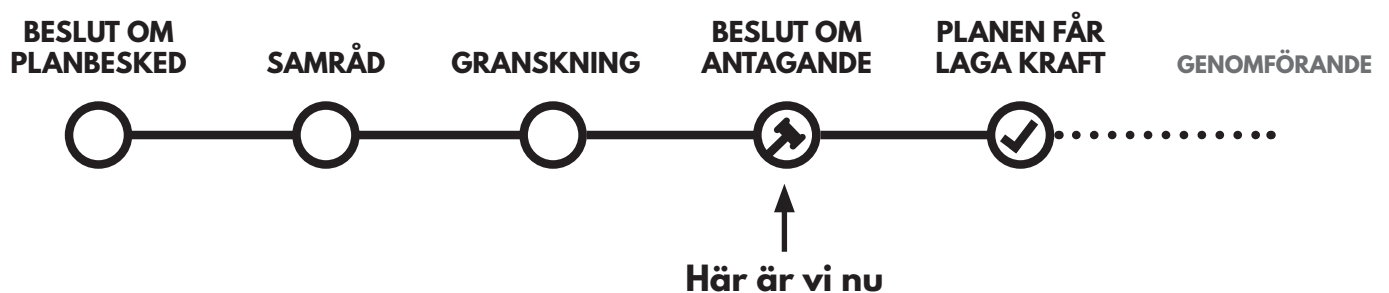 BESLUT OM
PLANBESKED
SAMRÅD
GRANSKNING
BESLUT OM
ANTAGANDE
PLANEN FÅR
LAGA KRAFT
GENOMFÖRANDE
Här är vi nu